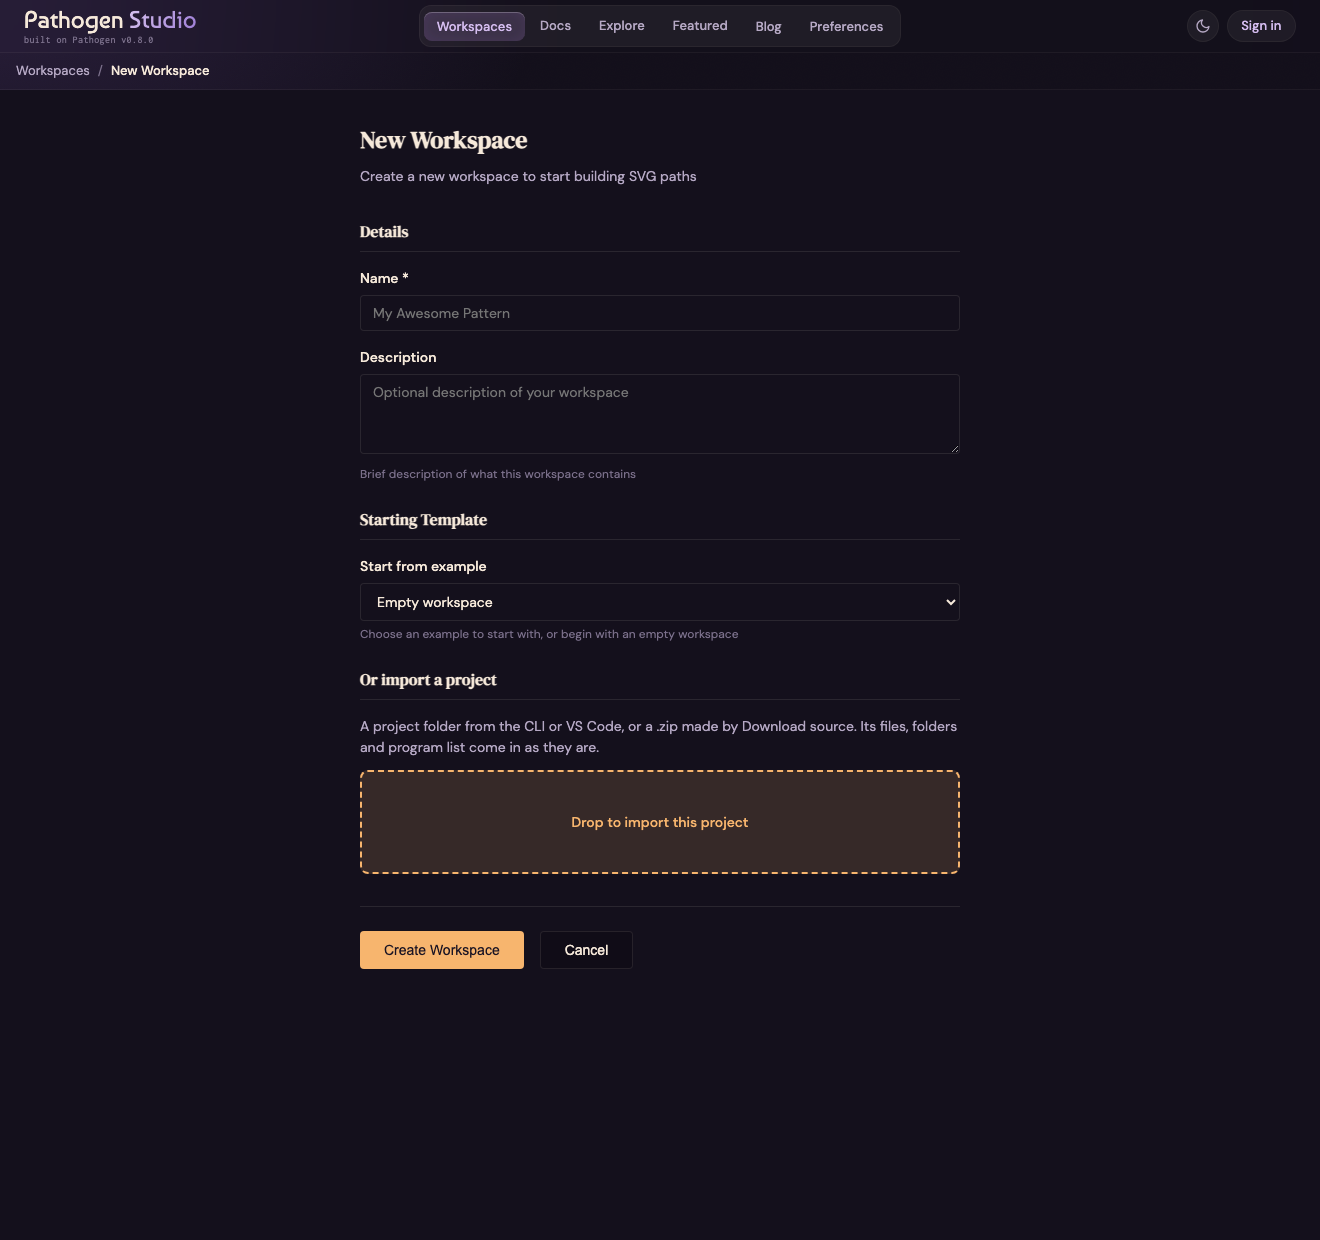 Pathogen Studio
built on Pathogen v0.8.0
Workspaces
Docs
Explore
Featured
Blog
Preferences
Sign in
Workspaces / New Workspace
New Workspace
Create a new workspace to start building SVG paths
Details
Name *
My Awesome Pattern
Description
Optional description of your workspace
Brief description of what this workspace contains
Starting Template
Start from example
Empty workspace
Choose an example to start with, or begin with an empty workspace
Or import a project
A project folder from the CLI or VS Code, or a .zip made by Download source. Its files, folders
and program list come in as they are.
Drop to import this project
Create Workspace
Cancel